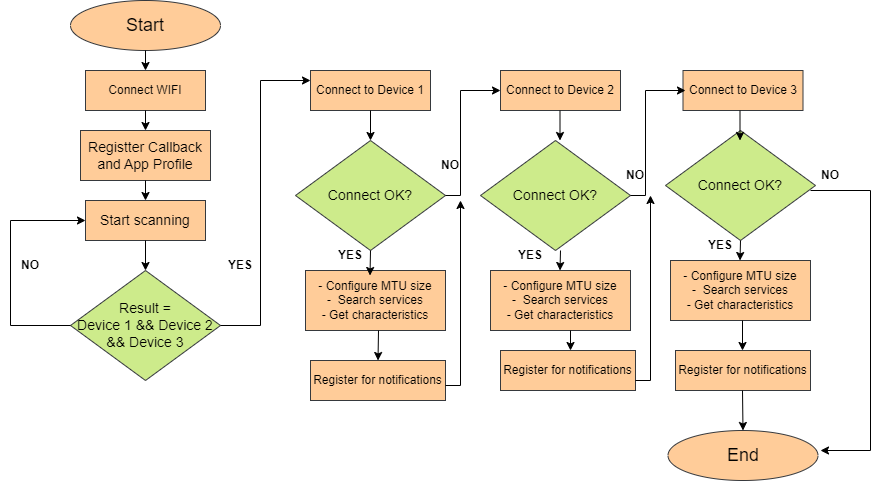 Start
Connect WIFI
Registter Callback
and App Profile
Start scanning
NO
YES
Result =
Device 1 && Device 2
&& Device 3
Connect to Device 1
Connect OK?
NO
YES
- Configure MTU size
- Search services
- Get characteristics
Register for notifications
Connect to Device 2
Connect OK?
NO
YES
- Configure MTU size
- Search services
- Get characteristics
Register for notifications
Connect to Device 3
Connect OK?
NO
YES
- Configure MTU size
- Search services
- Get characteristics
Register for notifications
End